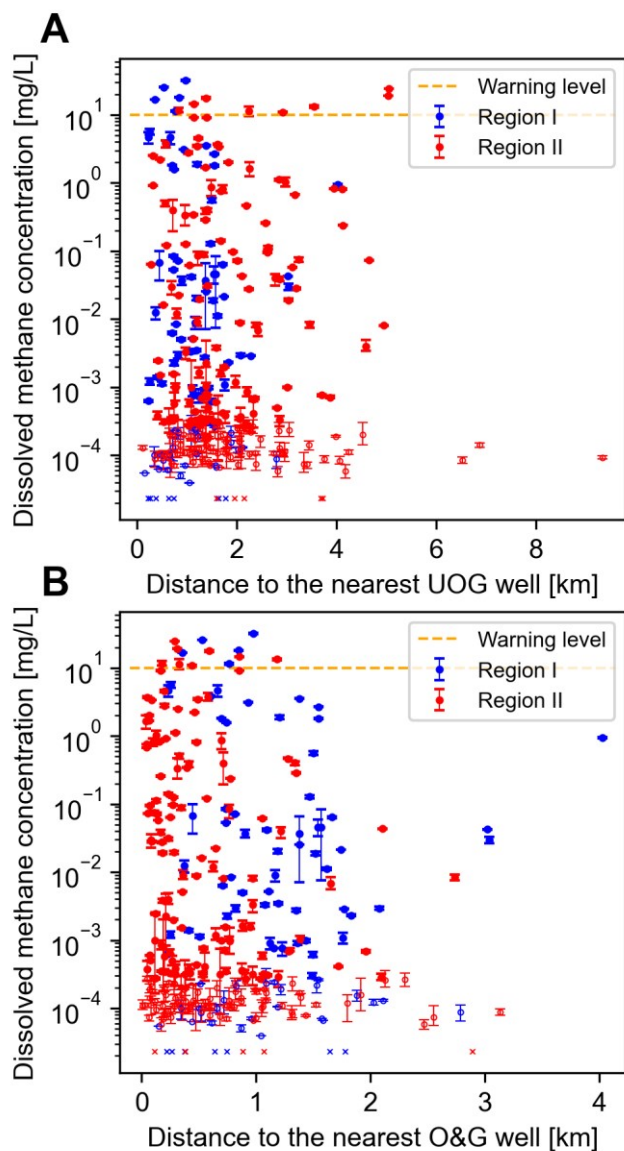 A
Dissolved methane concentration [mg/L]
10^1
10^0
10^−1
10^−2
10^−3
10^−4
Warning level
Region I
Region II
0 2 4 6 8
Distance to the nearest UOG well [km]
B
Dissolved methane concentration [mg/L]
10^1
10^0
10^−1
10^−2
10^−3
10^−4
Warning level
Region I
Region II
0 1 2 3 4
Distance to the nearest O&G well [km]